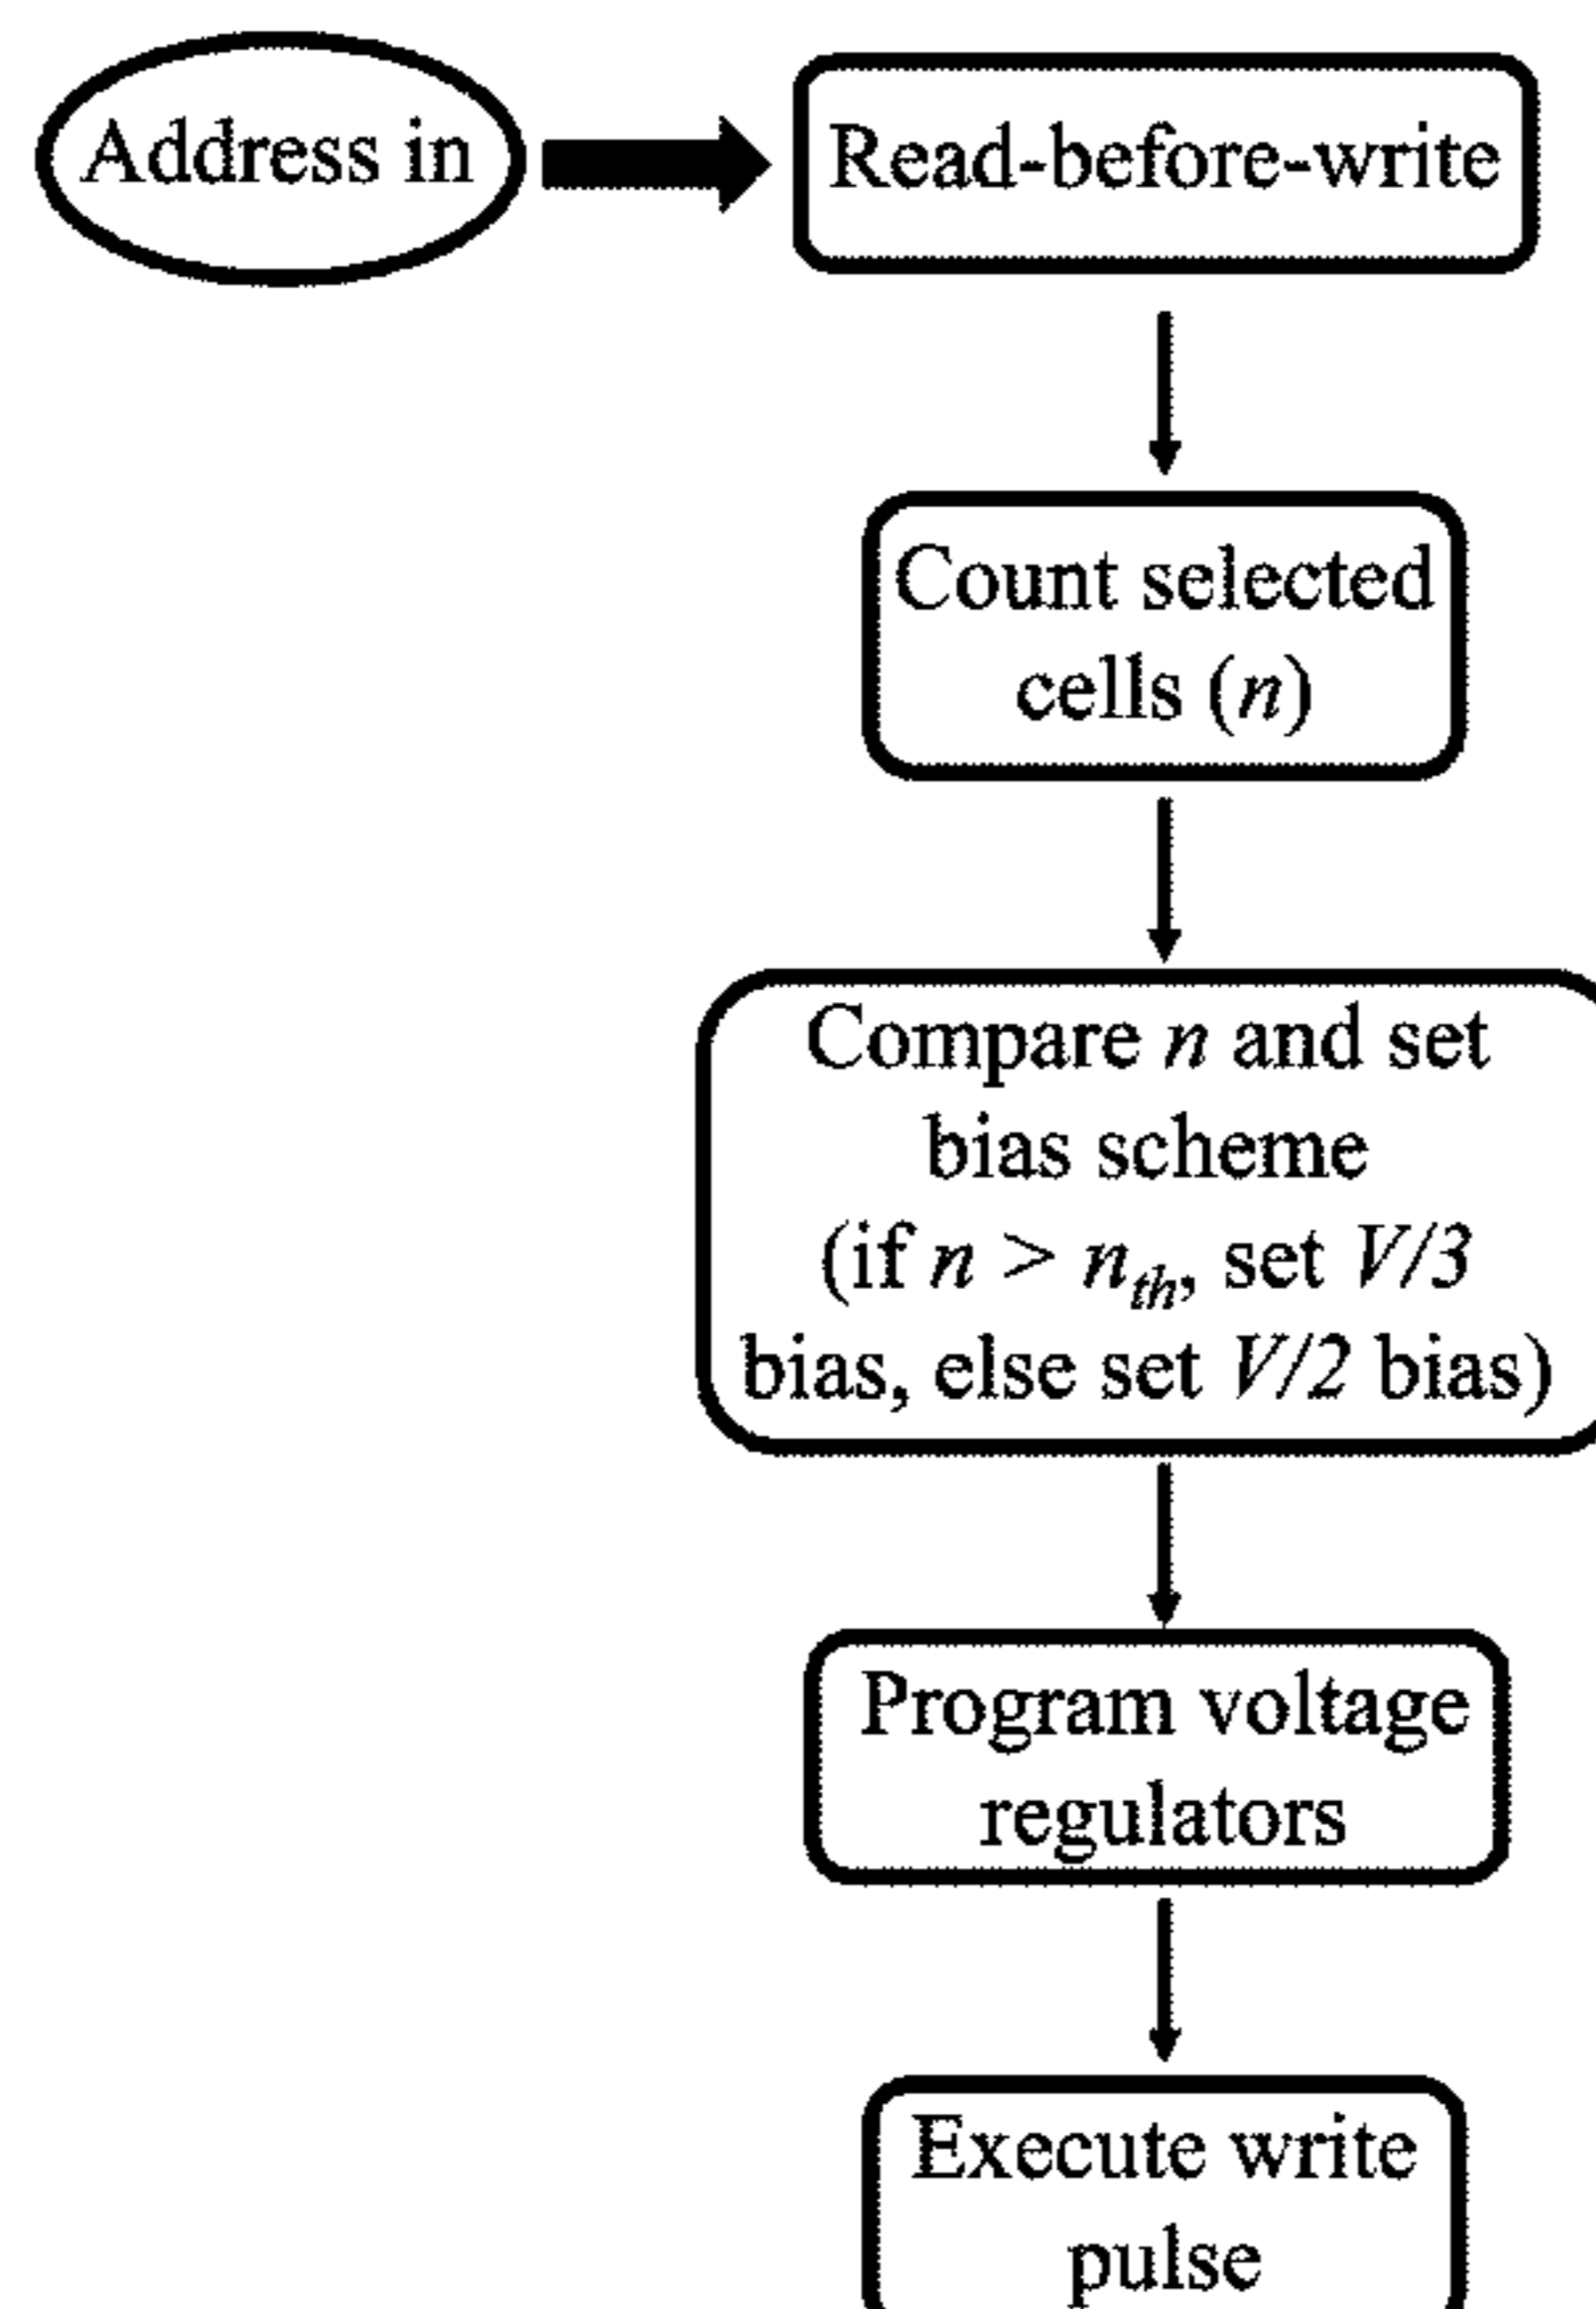 Address in
Read-before-write
Count selected
cells (n)
Compare n and set
bias scheme
(if n > nth, set V/3
bias, else set V/2 bias)
Program voltage
regulators
Execute write
pulse